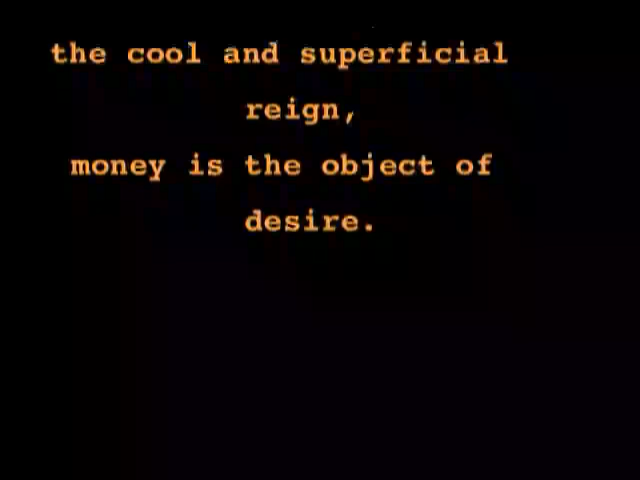 the cool and superficial
reign,
money is the object of
desire.